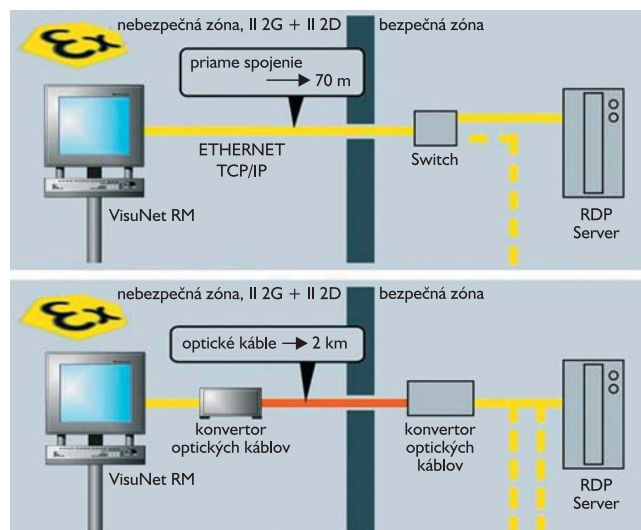 Ex
nebezpečná zóna, II 2G + II 2D
bezpečná zóna
priame spojenie
→ 70 m
ETHERNET
TCP/IP
Switch
VisuNet RM
RDP
Server
Ex
nebezpečná zóna, II 2G + II 2D
bezpečná zóna
optické káble → 2 km
konvertor
optických káblov
konvertor
optických
káblov
VisuNet RM
RDP
Server